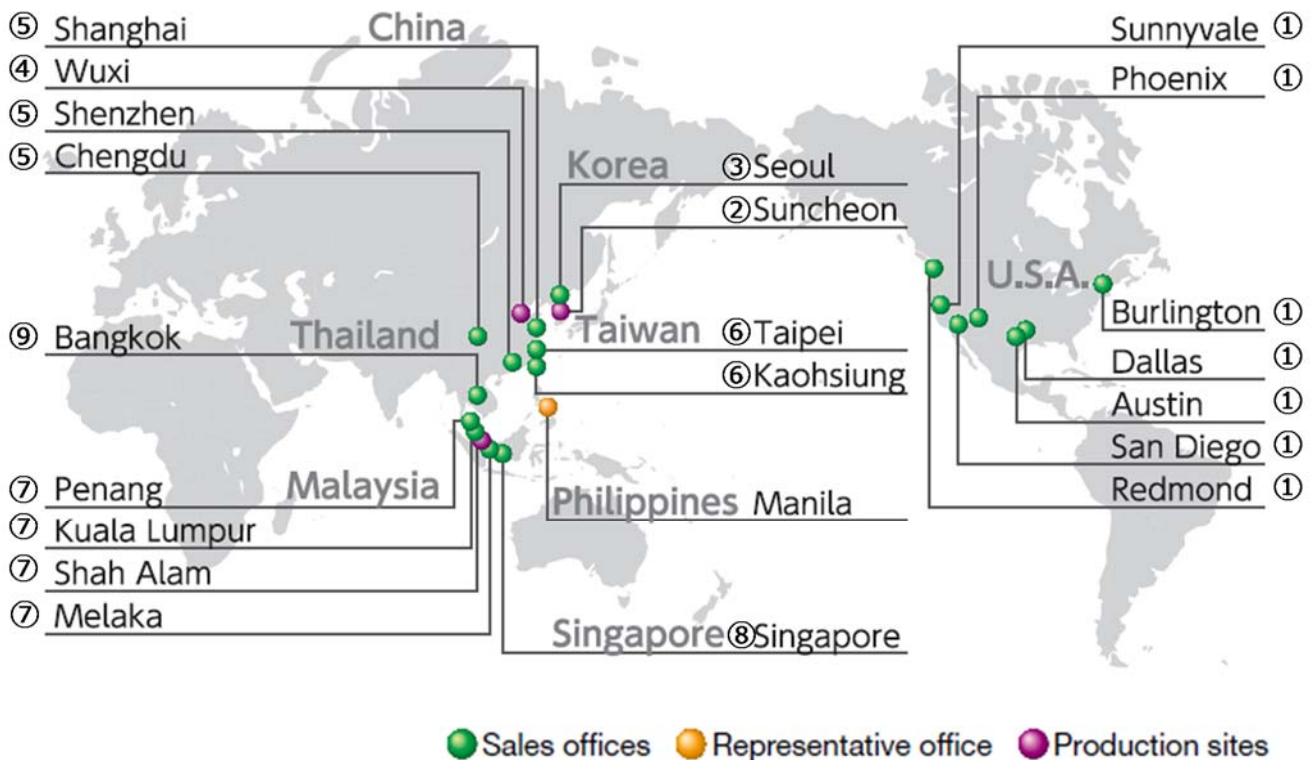 ⑤ Shanghai
China
④ Wuxi
⑤ Shenzhen
⑤ Chengdu
Sunnyvale ①
Phoenix ①
Korea ③Seoul
②Suncheon
U.S.A.
⑨ Bangkok
Thailand
Taiwan ⑥Taipei
⑥Kaohsiung
Burlington ①
Dallas ①
Austin ①
San Diego ①
Redmond ①
⑦ Penang
Malaysia
⑦ Kuala Lumpur
⑦ Shah Alam
⑦ Melaka
Philippines Manila
Singapore⑧Singapore
Sales offices Representative office Production sites